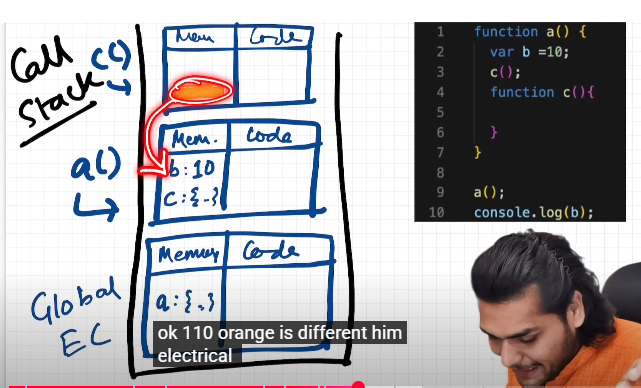 Call
Stack
c()
Mem
Code
a()
Mem.
Code
b:10
c:{-}
Global
EC
Memory
Code
a:{.}
ok 110 orange is different him
electrical
1 function a() {
2 var b =10;
3 c();
4 function c(){
5
6 }
7 }
8
9 a();
10 console.log(b);